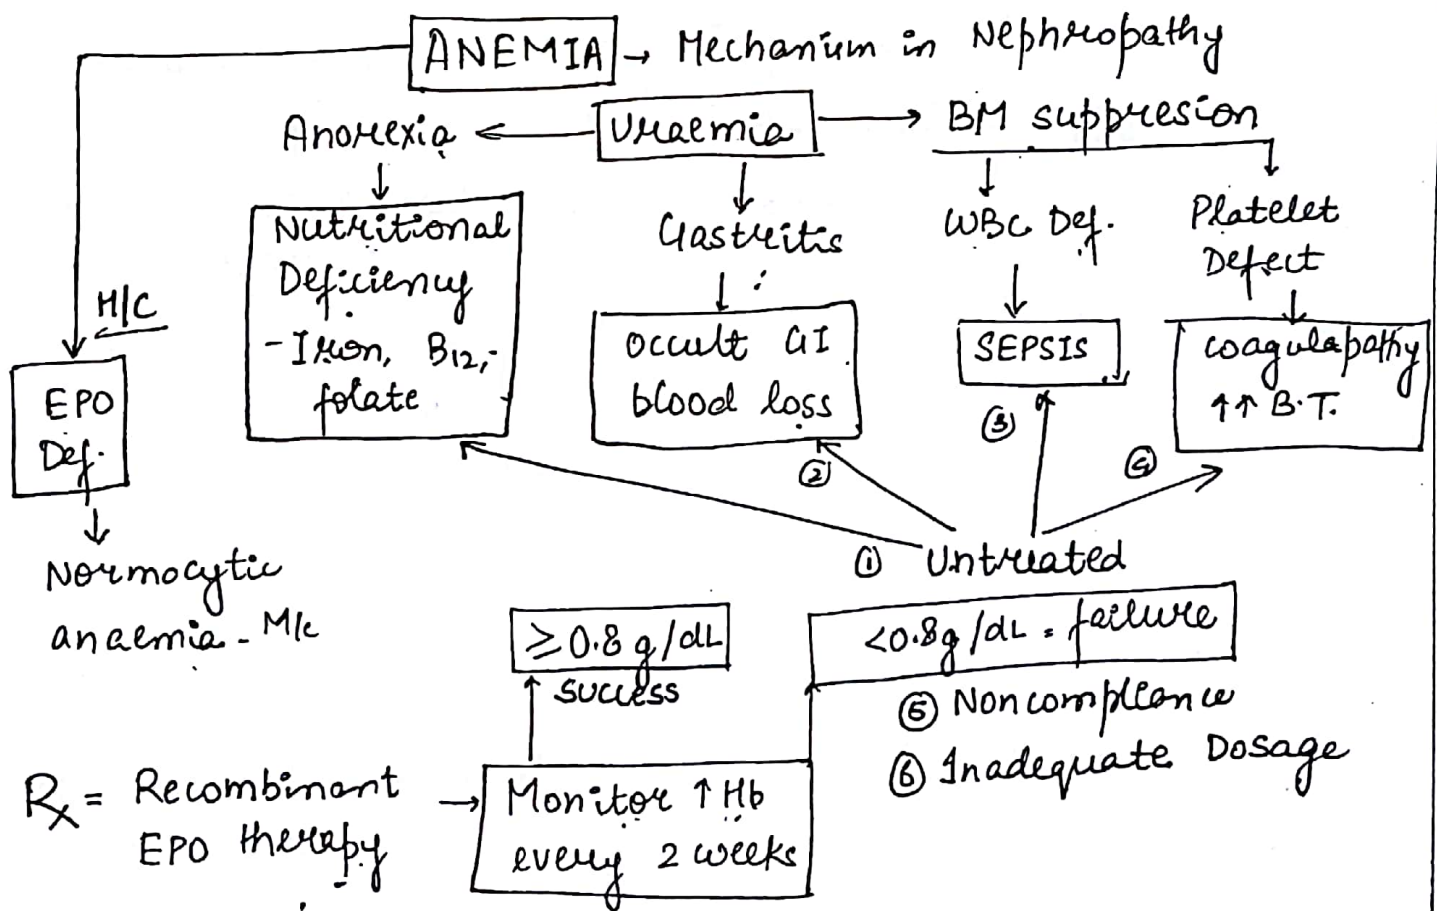 ANEMIA → Mechanism in Nephropathy
Anorexia ← Uraemia → BM suppresion
Nutritional
Deficiency
- Iron, B12,-
folate
Gastritis
occult GI
blood loss
WBC Def.
SEPSIS
Platelet
Defect
coagulapathy
↑↑ B.T.
M/C
EPO
Def.
Normocytic
anaemia - M/c
① Untreated
②
③
④
≥0.8 g/dL
success
<0.8g/dL = failure
⑤ Noncompliance
⑥ Inadequate Dosage
Rx = Recombinant
EPO therapy
→ Monitor ↑ Hb
every 2 weeks